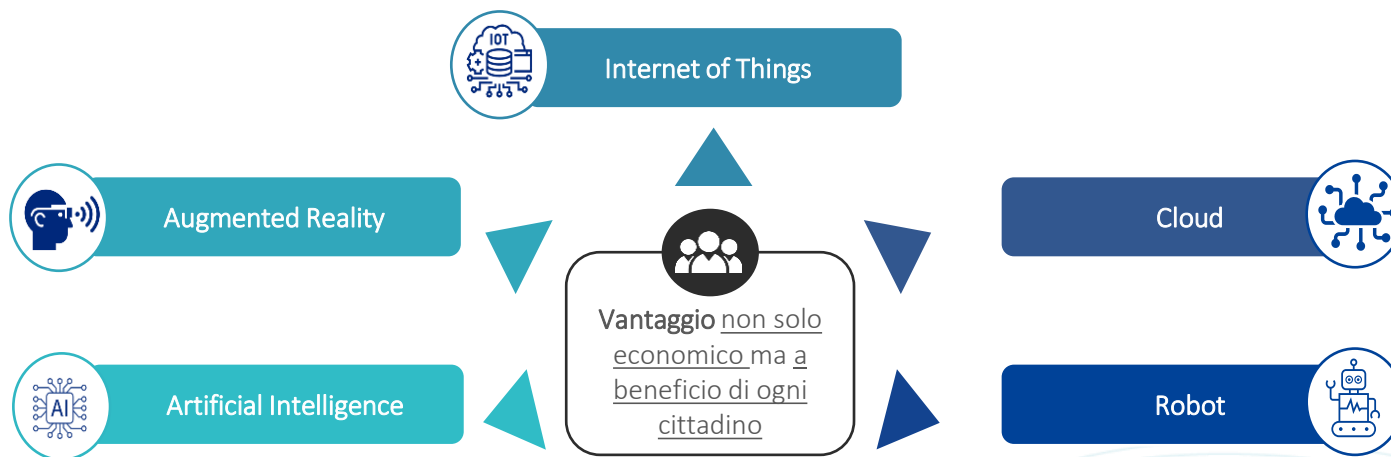 IOT
Internet of Things
Augmented Reality
Cloud
Vantaggio non solo
economico ma a
beneficio di ogni
cittadino
AI
Artificial Intelligence
Robot